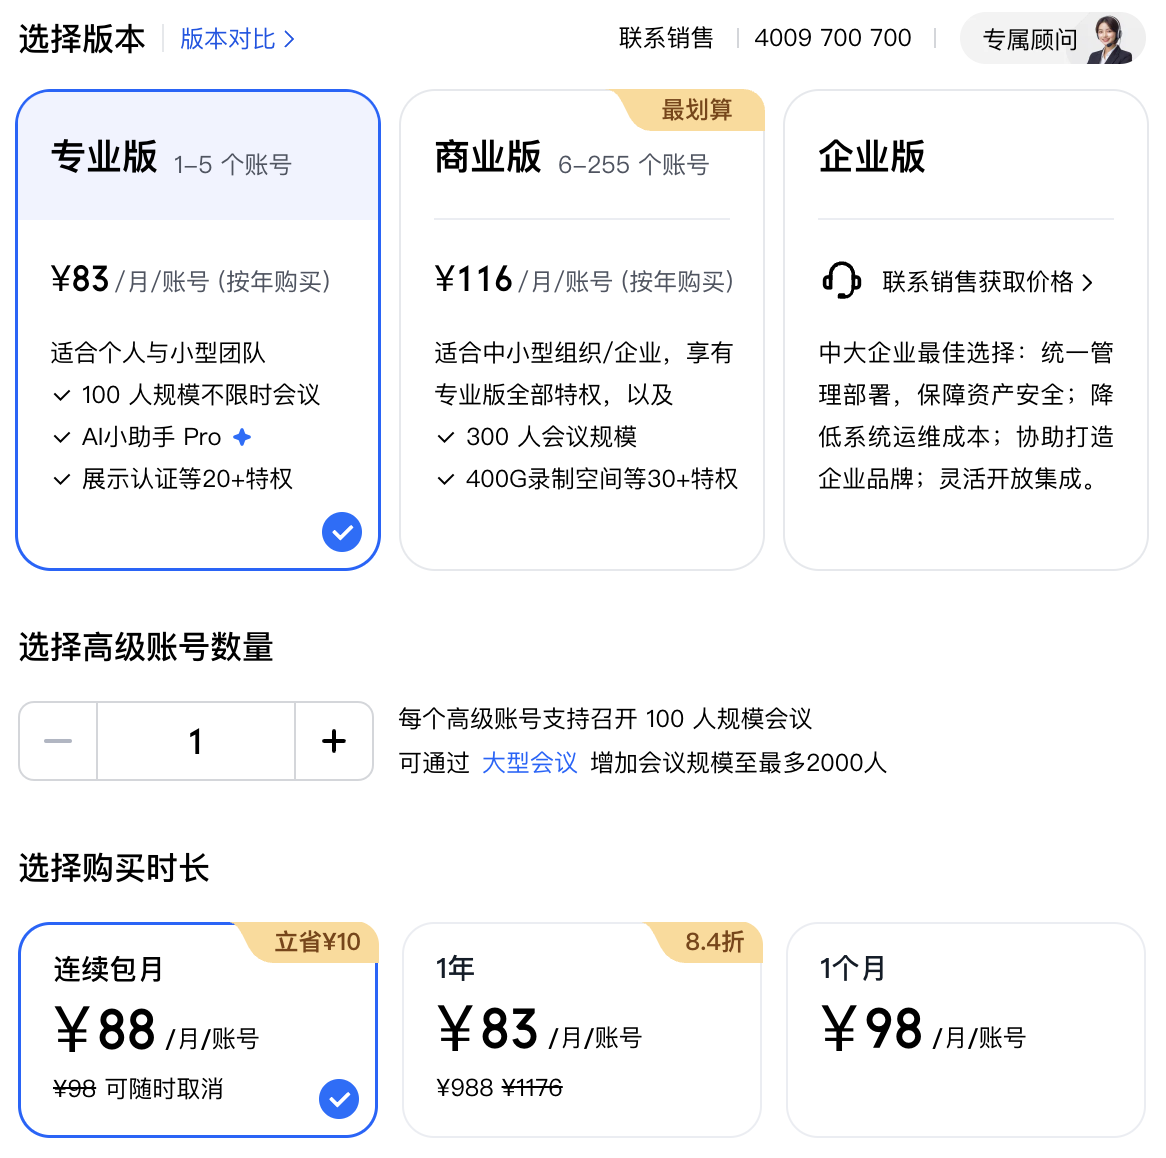 选择版本 版本对比 联系销售 4009 700 700 专属顾问
专业版 1-5 个账号
¥83/月/账号 (按年购买)
适合个人与小型团队
100 人规模不限时会议
AI小助手 Pro
展示认证等20+特权
最划算
商业版 6-255 个账号
¥116/月/账号 (按年购买)
适合中小型组织/企业，享有
专业版全部特权，以及
300 人会议规模
400G录制空间等30+特权
企业版
联系销售获取价格
中大企业最佳选择：统一管
理部署，保障资产安全；降
低系统运维成本；协助打造
企业品牌；灵活开放集成。
选择高级账号数量
1
每个高级账号支持召开 100 人规模会议
可通过 大型会议 增加会议规模至最多2000人
选择购买时长
立省¥10
连续包月
¥88 /月/账号
¥98 可随时取消
8.4折
1年
¥83 /月/账号
¥988 ¥1176
1个月
¥98 /月/账号